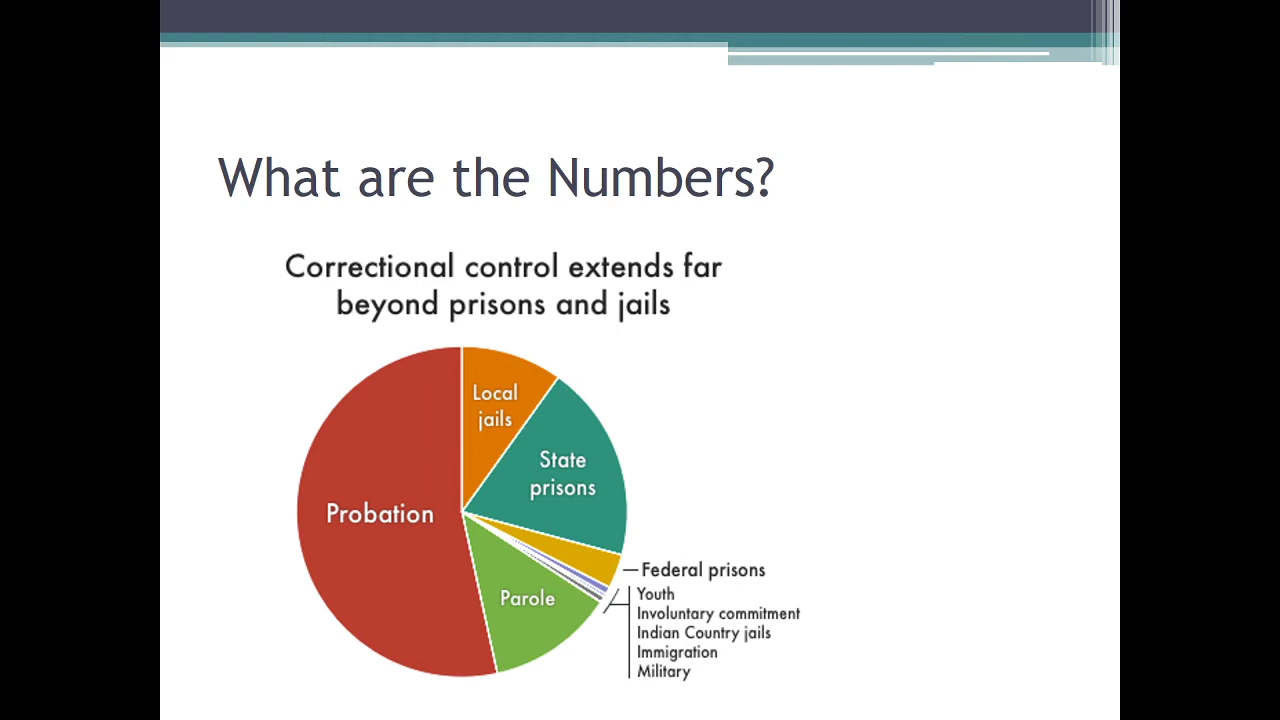 What are the Numbers?
Correctional control extends far
beyond prisons and jails
Local
jails
State
prisons
Probation
Federal prisons
Parole
Youth
Involuntary commitment
Indian Country jails
Immigration
Military